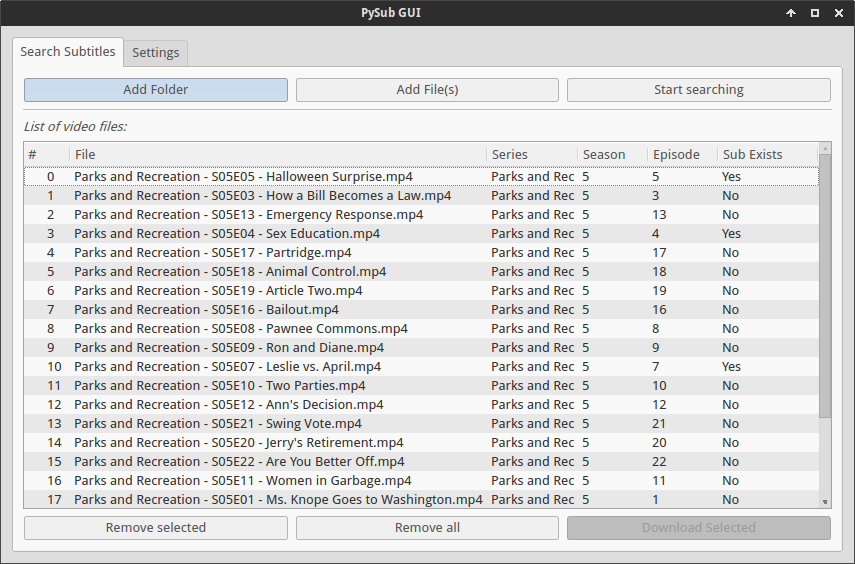 PySub GUI
Search Subtitles Settings
Add Folder Add File(s) Start searching
List of video files:
# File Series Season Episode Sub Exists
0 Parks and Recreation - S05E05 - Halloween Surprise.mp4 Parks and Rec 5 5 Yes
1 Parks and Recreation - S05E03 - How a Bill Becomes a Law.mp4 Parks and Rec 5 3 No
2 Parks and Recreation - S05E13 - Emergency Response.mp4 Parks and Rec 5 13 No
3 Parks and Recreation - S05E04 - Sex Education.mp4 Parks and Rec 5 4 Yes
4 Parks and Recreation - S05E17 - Partridge.mp4 Parks and Rec 5 17 No
5 Parks and Recreation - S05E18 - Animal Control.mp4 Parks and Rec 5 18 No
6 Parks and Recreation - S05E19 - Article Two.mp4 Parks and Rec 5 19 No
7 Parks and Recreation - S05E16 - Bailout.mp4 Parks and Rec 5 16 No
8 Parks and Recreation - S05E08 - Pawnee Commons.mp4 Parks and Rec 5 8 No
9 Parks and Recreation - S05E09 - Ron and Diane.mp4 Parks and Rec 5 9 No
10 Parks and Recreation - S05E07 - Leslie vs. April.mp4 Parks and Rec 5 7 Yes
11 Parks and Recreation - S05E10 - Two Parties.mp4 Parks and Rec 5 10 No
12 Parks and Recreation - S05E12 - Ann's Decision.mp4 Parks and Rec 5 12 No
13 Parks and Recreation - S05E21 - Swing Vote.mp4 Parks and Rec 5 21 No
14 Parks and Recreation - S05E20 - Jerry's Retirement.mp4 Parks and Rec 5 20 No
15 Parks and Recreation - S05E22 - Are You Better Off.mp4 Parks and Rec 5 22 No
16 Parks and Recreation - S05E11 - Women in Garbage.mp4 Parks and Rec 5 11 No
17 Parks and Recreation - S05E01 - Ms. Knope Goes to Washington.mp4 Parks and Rec 5 1 No
Remove selected Remove all Download Selected